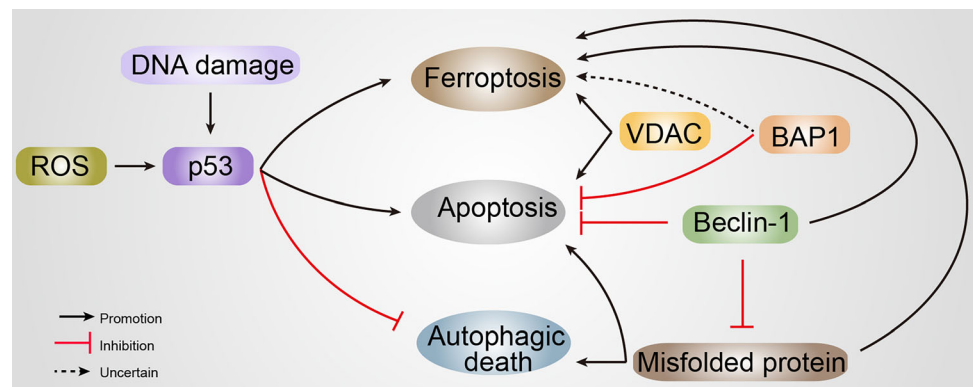 DNA damage
Ferroptosis
VDAC
BAP1
ROS
p53
Apoptosis
Beclin-1
Autophagic
death
Misfolded protein
Promotion
Inhibition
Uncertain